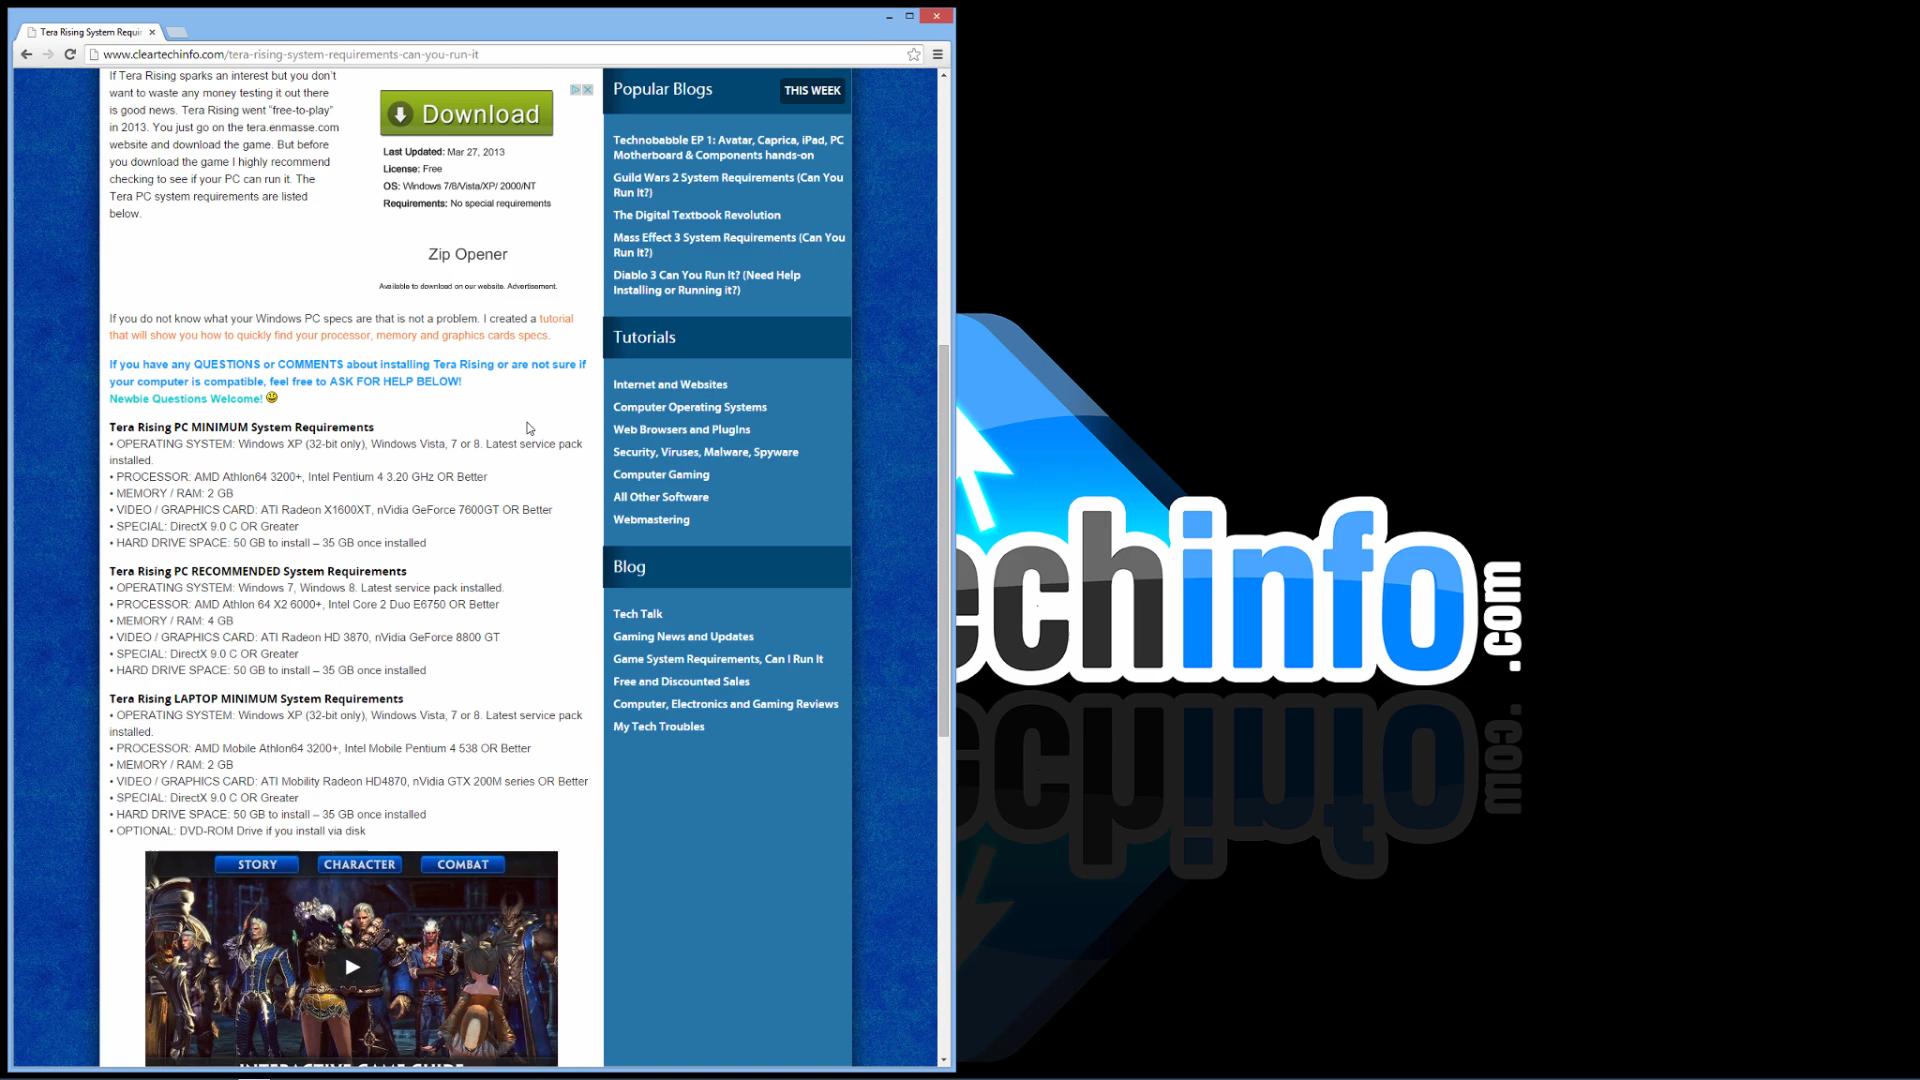 Tera Rising System Requi
www.cleartechinfo.com/tera-rising-system-requirements-can-you-run-it
If Tera Rising sparks an interest but you don't
want to waste any money testing it out there
is good news. Tera Rising went "free-to-play"
in 2013. You just go on the tera.enmasse.com
website and download the game. But before
you download the game I highly recommend
checking to see if your PC can run it. The
Tera PC system requirements are listed
below.
Download
Last Updated: Mar 27, 2013
License: Free
OS: Windows 7/8/Vista/XP/ 2000/NT
Requirements: No special requirements
Zip Opener
Available to download on our website. Advertisement.
If you do not know what your Windows PC specs are that is not a problem. I created a tutorial
that will show you how to quickly find your processor, memory and graphics cards specs.
If you have any QUESTIONS or COMMENTS about installing Tera Rising or are not sure if
your computer is compatible, feel free to ASK FOR HELP BELOW!
Newbie Questions Welcome!
Tera Rising PC MINIMUM System Requirements
• OPERATING SYSTEM: Windows XP (32-bit only), Windows Vista, 7 or 8. Latest service pack
installed.
• PROCESSOR: AMD Athlon64 3200+, Intel Pentium 4 3.20 GHz OR Better
• MEMORY / RAM: 2 GB
• VIDEO / GRAPHICS CARD: ATI Radeon X1600XT, nVidia GeForce 7600GT OR Better
• SPECIAL: DirectX 9.0 C OR Greater
• HARD DRIVE SPACE: 50 GB to install – 35 GB once installed
Tera Rising PC RECOMMENDED System Requirements
• OPERATING SYSTEM: Windows 7, Windows 8. Latest service pack installed.
• PROCESSOR: AMD Athlon 64 X2 6000+, Intel Core 2 Duo E6750 OR Better
• MEMORY / RAM: 4 GB
• VIDEO / GRAPHICS CARD: ATI Radeon HD 3870, nVidia GeForce 8800 GT
• SPECIAL: DirectX 9.0 C OR Greater
• HARD DRIVE SPACE: 50 GB to install – 35 GB once installed
Tera Rising LAPTOP MINIMUM System Requirements
• OPERATING SYSTEM: Windows XP (32-bit only), Windows Vista, 7 or 8. Latest service pack
installed.
• PROCESSOR: AMD Mobile Athlon64 3200+, Intel Mobile Pentium 4 538 OR Better
• MEMORY / RAM: 2 GB
• VIDEO / GRAPHICS CARD: ATI Mobility Radeon HD4870, nVidia GTX 200M series OR Better
• SPECIAL: DirectX 9.0 C OR Greater
• HARD DRIVE SPACE: 50 GB to install – 35 GB once installed
• OPTIONAL: DVD-ROM Drive if you install via disk
STORY CHARACTER COMBAT
INTERACTIVE GAME GUIDE
Popular Blogs THIS WEEK
Technobabble EP 1: Avatar, Caprica, iPad, PC
Motherboard & Components hands-on
Guild Wars 2 System Requirements (Can You
Run It?)
The Digital Textbook Revolution
Mass Effect 3 System Requirements (Can You
Run It?)
Diablo 3 Can You Run It? (Need Help
Installing or Running it?)
Tutorials
Internet and Websites
Computer Operating Systems
Web Browsers and PlugIns
Security, Viruses, Malware, Spyware
Computer Gaming
All Other Software
Webmastering
Blog
Tech Talk
Gaming News and Updates
Game System Requirements, Can I Run It
Free and Discounted Sales
Computer, Electronics and Gaming Reviews
My Tech Troubles
echinfo.com